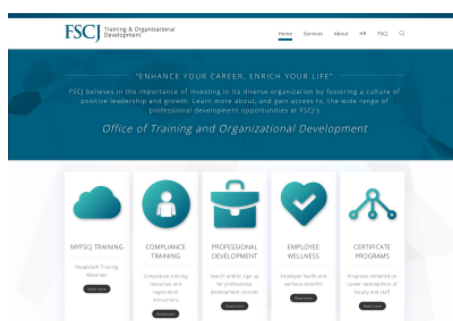 FSCJ Training & Organizational
Development
Home Services About HR FSCJ
"ENHANCE YOUR CAREER, ENRICH YOUR LIFE"
FSCJ believes in the importance of investing in its diverse organization by fostering a culture of
positive leadership and growth. Learn more about, and gain access to, the wide range of
professional development opportunities at FSCJ's
Office of Training and Organizational Development
MYFSCJ TRAINING
PeopleSoft Training
Materials
Read more
COMPLIANCE
TRAINING
Compliance training
resources and
registration
instructions
Read more
PROFESSIONAL
DEVELOPMENT
Search and/or sign up
for professional
development courses
Read more
EMPLOYEE
WELLNESS
Employee health and
wellness benefits
Read more
CERTIFICATE
PROGRAMS
Programs centered on
career development of
faculty and staff
Read more